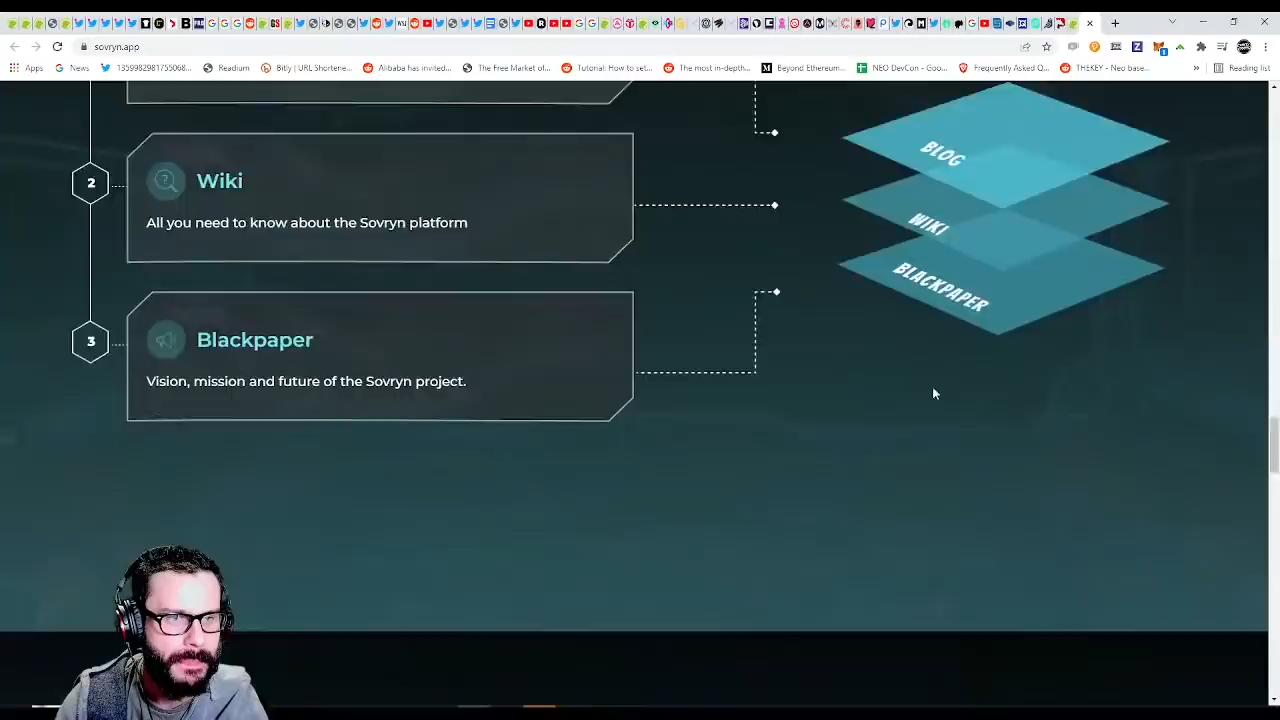 sovryn.app
Apps
News
1359982981755068...
Readium
Bitly | URL Shortene...
Alibaba has invited...
The Free Market of...
Tutorial: How to set...
The most in-depth...
Beyond Ethereum...
NEO DevCon - Goo...
Frequently Asked Q...
THEKEY - Neo base...
»
Reading list
BLOG
2
Wiki
All you need to know about the Sovryn platform
WIKI
BLACKPAPER
3
Blackpaper
Vision, mission and future of the Sovryn project.